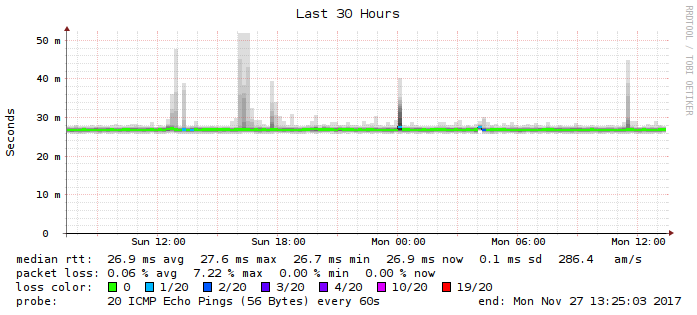 Last 30 Hours
RRDTOOL / TOBI OETIKER
Seconds
50 m
40 m
30 m
20 m
10 m
0
Sun 12:00 Sun 18:00 Mon 00:00 Mon 06:00 Mon 12:00
median rtt: 26.9 ms avg 27.6 ms max 26.7 ms min 26.9 ms now 0.1 ms sd 286.4 am/s
packet loss: 0.06 % avg 7.22 % max 0.00 % min 0.00 % now
loss color: 0 1/20 2/20 3/20 4/20 10/20 19/20
probe: 20 ICMP Echo Pings (56 Bytes) every 60s end: Mon Nov 27 13:25:03 2017